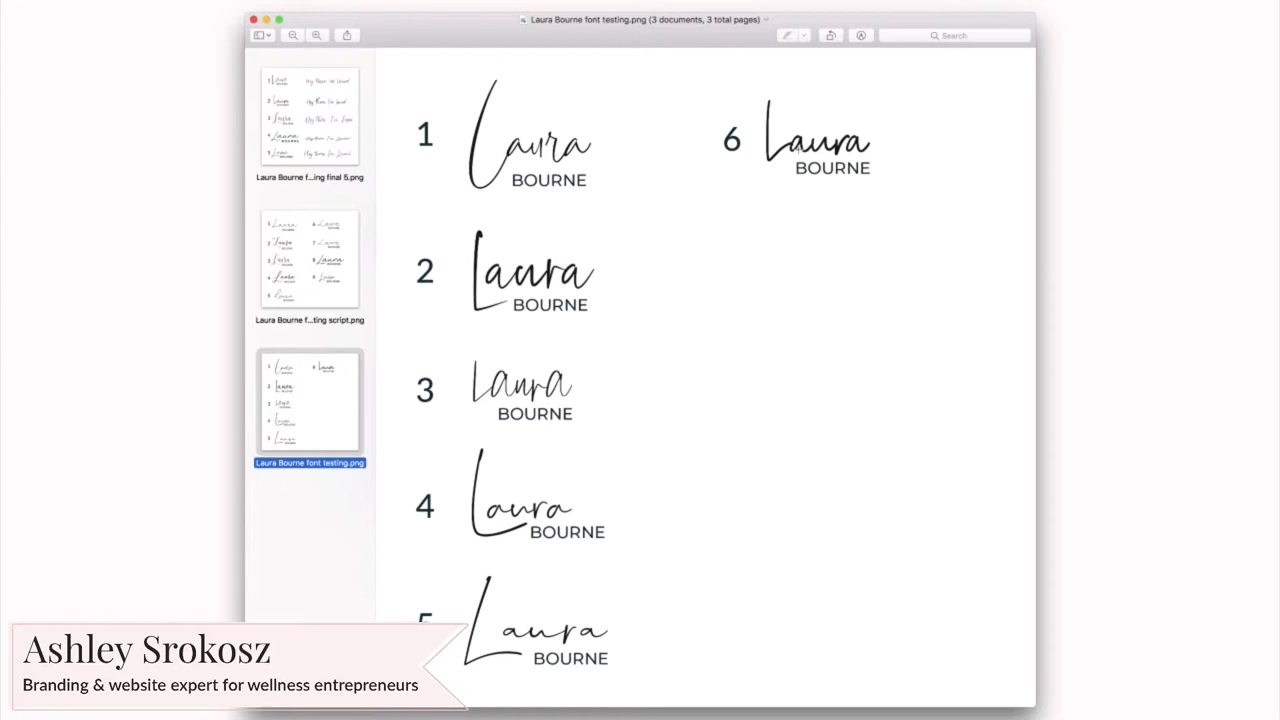 Laura Bourne font testing.png (3 documents, 3 total pages)
Search
Laura Bourne f...ing final 5.png
Laura Bourne f...ting script.png
Laura Bourne font testing.png
1 Laura
BOURNE
2 Laura
BOURNE
3 Laura
BOURNE
4 Laura
BOURNE
5 Laura
BOURNE
6 Laura
BOURNE
Ashley Srokosz
Branding & website expert for wellness entrepreneurs